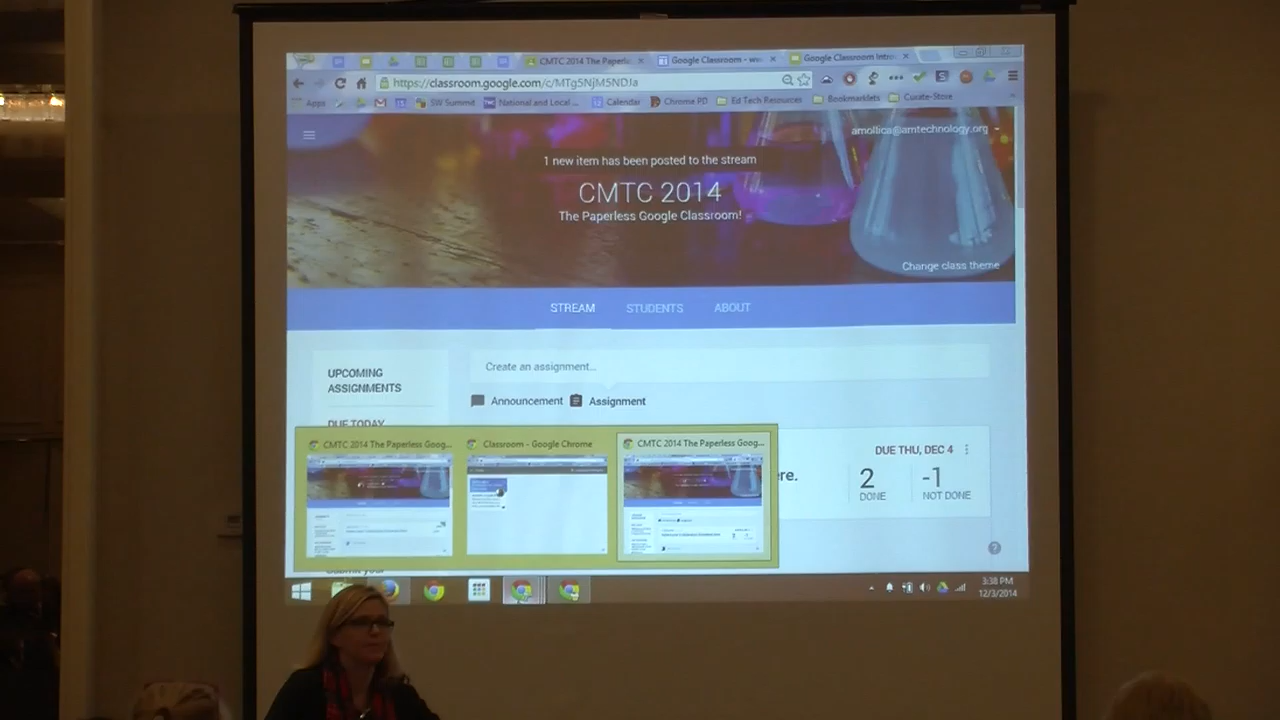 CMTC 2014 The Paperle
Google Classroom - ww
Google Classroom Intro
https://classroom.google.com/c/MTg5NjM5NDJa
Apps
SW Summit
National and Local ...
Calendar
Chrome PD
Ed Tech Resources
Bookmarklets
Curate-Store
amollica@amtechnology.org
1 new item has been posted to the stream
CMTC 2014
The Paperless Google Classroom!
Change class theme
STREAM STUDENTS ABOUT
UPCOMING
ASSIGNMENTS
DUE TODAY
Create an assignment...
Announcement Assignment
CMTC 2014 The Paperless Goog...
Classroom - Google Chrome
CMTC 2014 The Paperless Goog...
re.
DUE THU, DEC 4
2 -1
DONE NOT DONE
Submit your
3:38 PM
12/3/2014